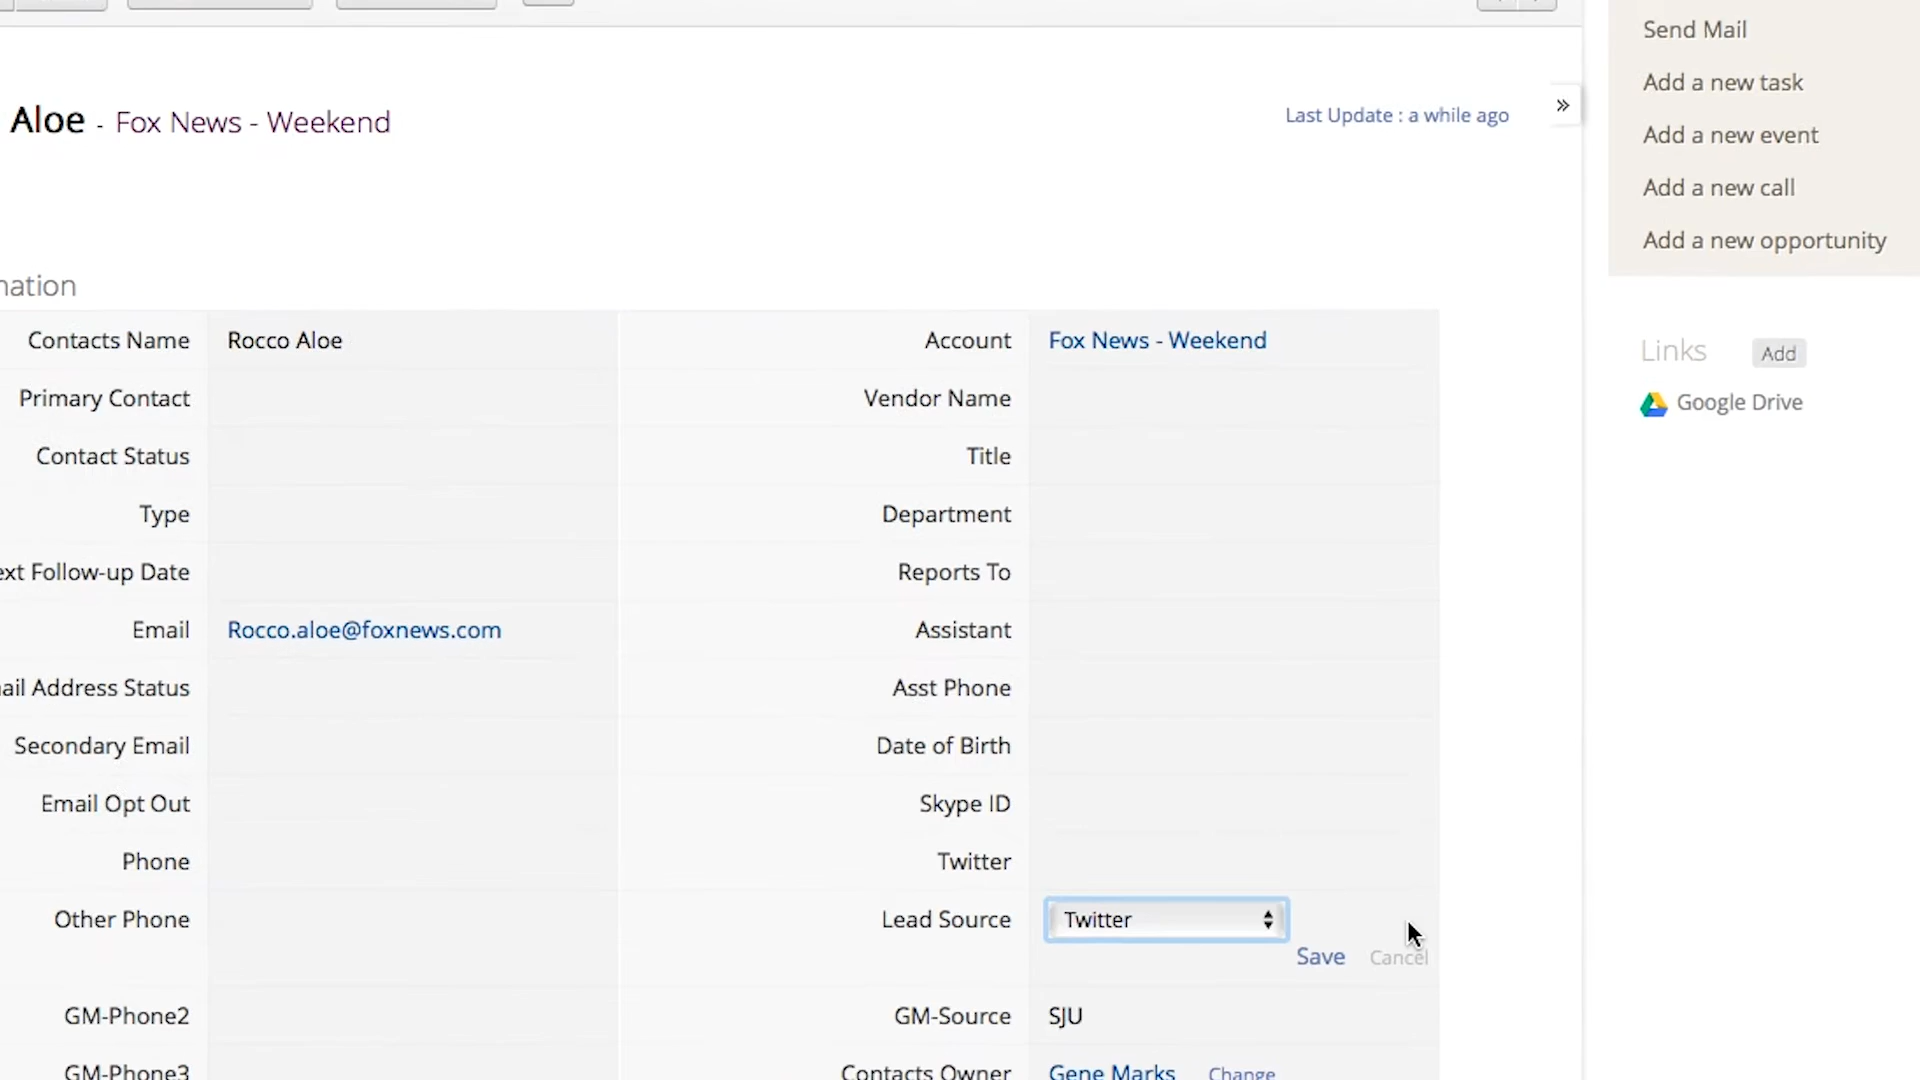 Send Mail
Add a new task
Aloe - Fox News - Weekend
Last Update : a while ago
»
Add a new event
Add a new call
Add a new opportunity
nation
Contacts Name Rocco Aloe Account Fox News - Weekend
Links Add
Primary Contact Vendor Name
Google Drive
Contact Status Title
Type Department
ext Follow-up Date Reports To
Email Rocco.aloe@foxnews.com Assistant
ail Address Status Asst Phone
Secondary Email Date of Birth
Email Opt Out Skype ID
Phone Twitter
Other Phone Lead Source Twitter
Save Cancel
GM-Phone2 GM-Source SJU
GM-Phone3 Contacts Owner Gene Marks Change